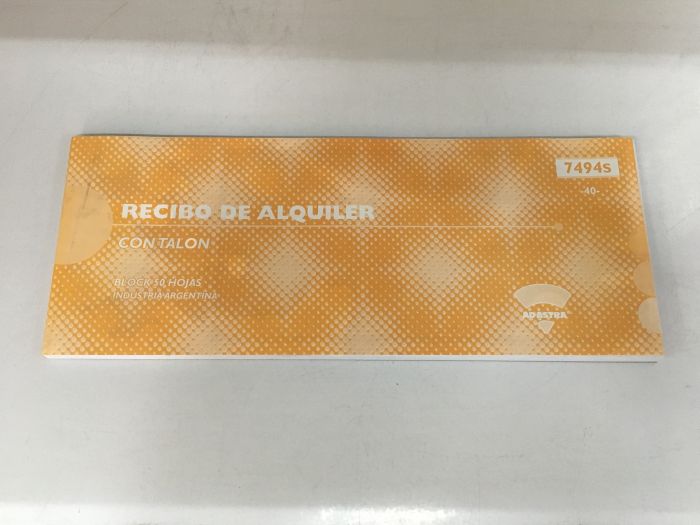 7494s
-40-
RECIBO DE ALQUILER
CON TALON
BLOCK 50 HOJAS
INDUSTRIA ARGENTINA
ADASTRA